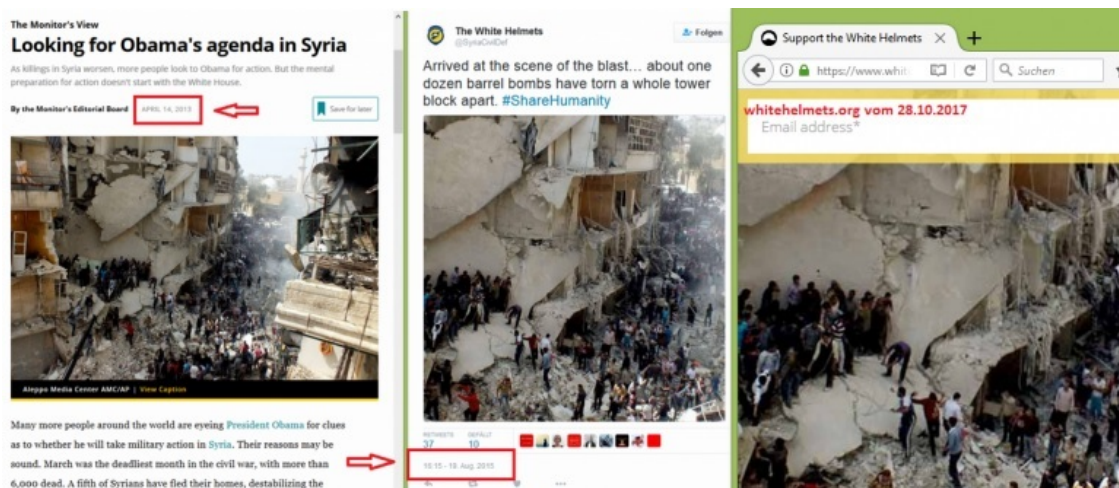 The Monitor's View
Looking for Obama's agenda in Syria
As killings in Syria worsen, more people look to Obama for action. But the mental
preparation for action doesn't start with the White House.
By the Monitor's Editorial Board
APRIL 14, 2013
Save for later
Aleppo Media Center AMC/AP | View Caption
Many more people around the world are eyeing President Obama for clues
as to whether he will take military action in Syria. Their reasons may be
sound. March was the deadliest month in the civil war, with more than
6,000 dead. A fifth of Syrians have fled their homes, destabilizing the
The White Helmets
@SyriaCivilDef
Folgen
Arrived at the scene of the blast... about one
dozen barrel bombs have torn a whole tower
block apart. #ShareHumanity
RETWEETS
37
GEFÄLLT
10
16:15 - 19. Aug. 2015
Support the White Helmets
https://www.whit
Suchen
whitehelmets.org vom 28.10.2017
Email address*